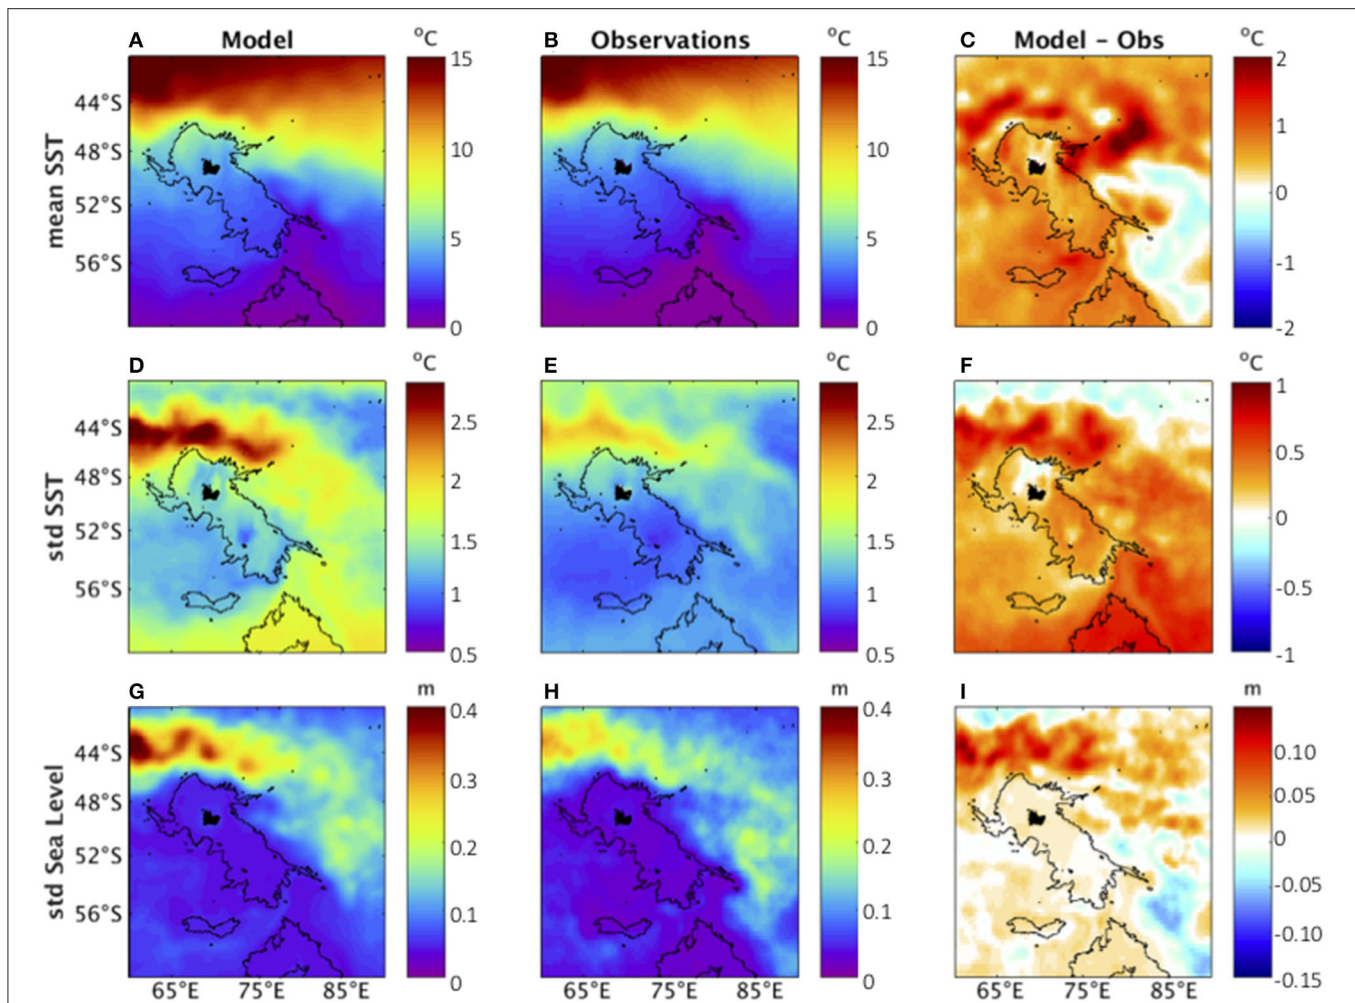 A Model °C
B Observations °C
C Model – Obs °C
mean SST
44°S
48°S
52°S
56°S
15
10
5
0
15
10
5
0
2
1
0
-1
-2
D °C
E °C
F °C
std SST
44°S
48°S
52°S
56°S
2.5
2
1.5
1
0.5
2.5
2
1.5
1
0.5
1
0.5
0
-0.5
-1
G m
H m
I m
std Sea Level
44°S
48°S
52°S
56°S
0.4
0.3
0.2
0.1
0
0.4
0.3
0.2
0.1
0
0.10
0.05
0
-0.05
-0.10
-0.15
65°E 75°E 85°E
65°E 75°E 85°E
65°E 75°E 85°E